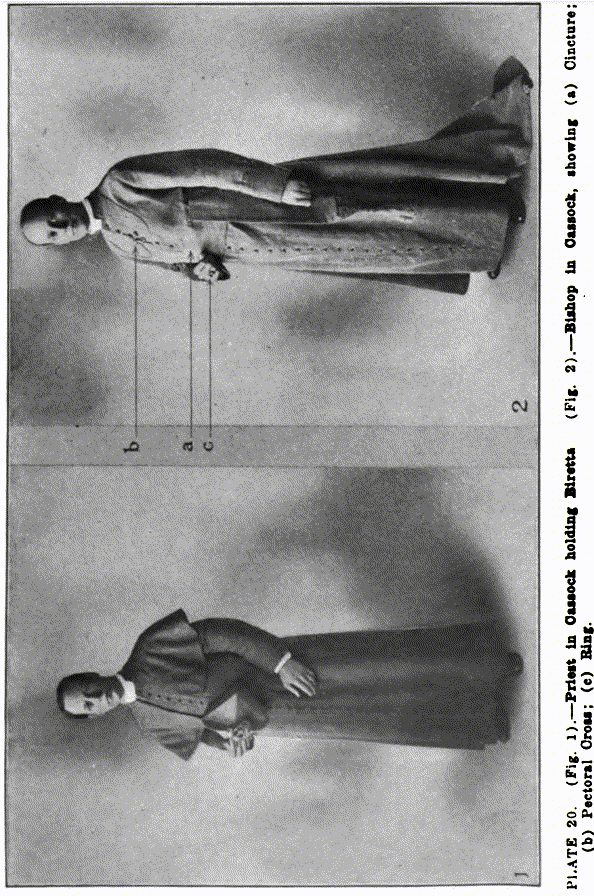 b
a
c
2
1
PLATE 20. (Fig. 1).—Priest in Cassock holding Biretta (Fig. 2).—Bishop in Cassock, showing (a) Cincture;
(b) Pectoral Cross; (c) Ring.